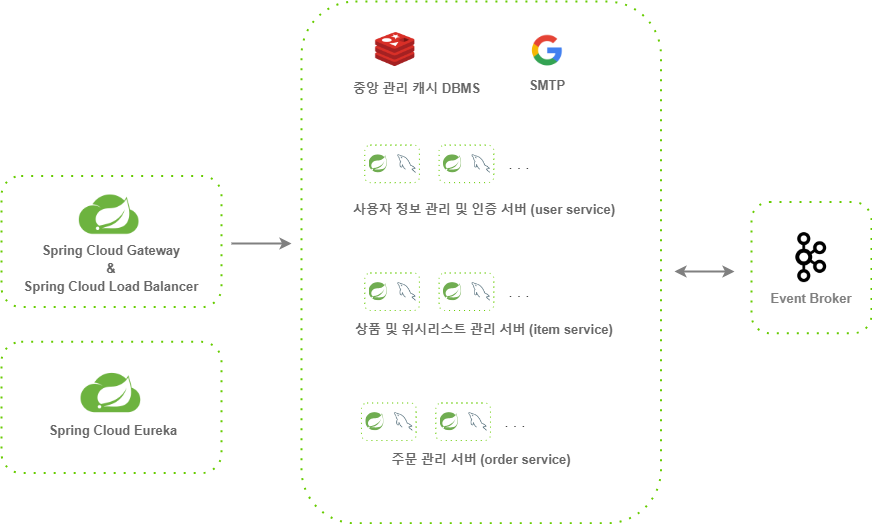 중앙 관리 캐시 DBMS
SMTP
. . .
사용자 정보 관리 및 인증 서버 (user service)
Spring Cloud Gateway
&
Spring Cloud Load Balancer
. . .
상품 및 위시리스트 관리 서버 (item service)
Event Broker
Spring Cloud Eureka
. . .
주문 관리 서버 (order service)